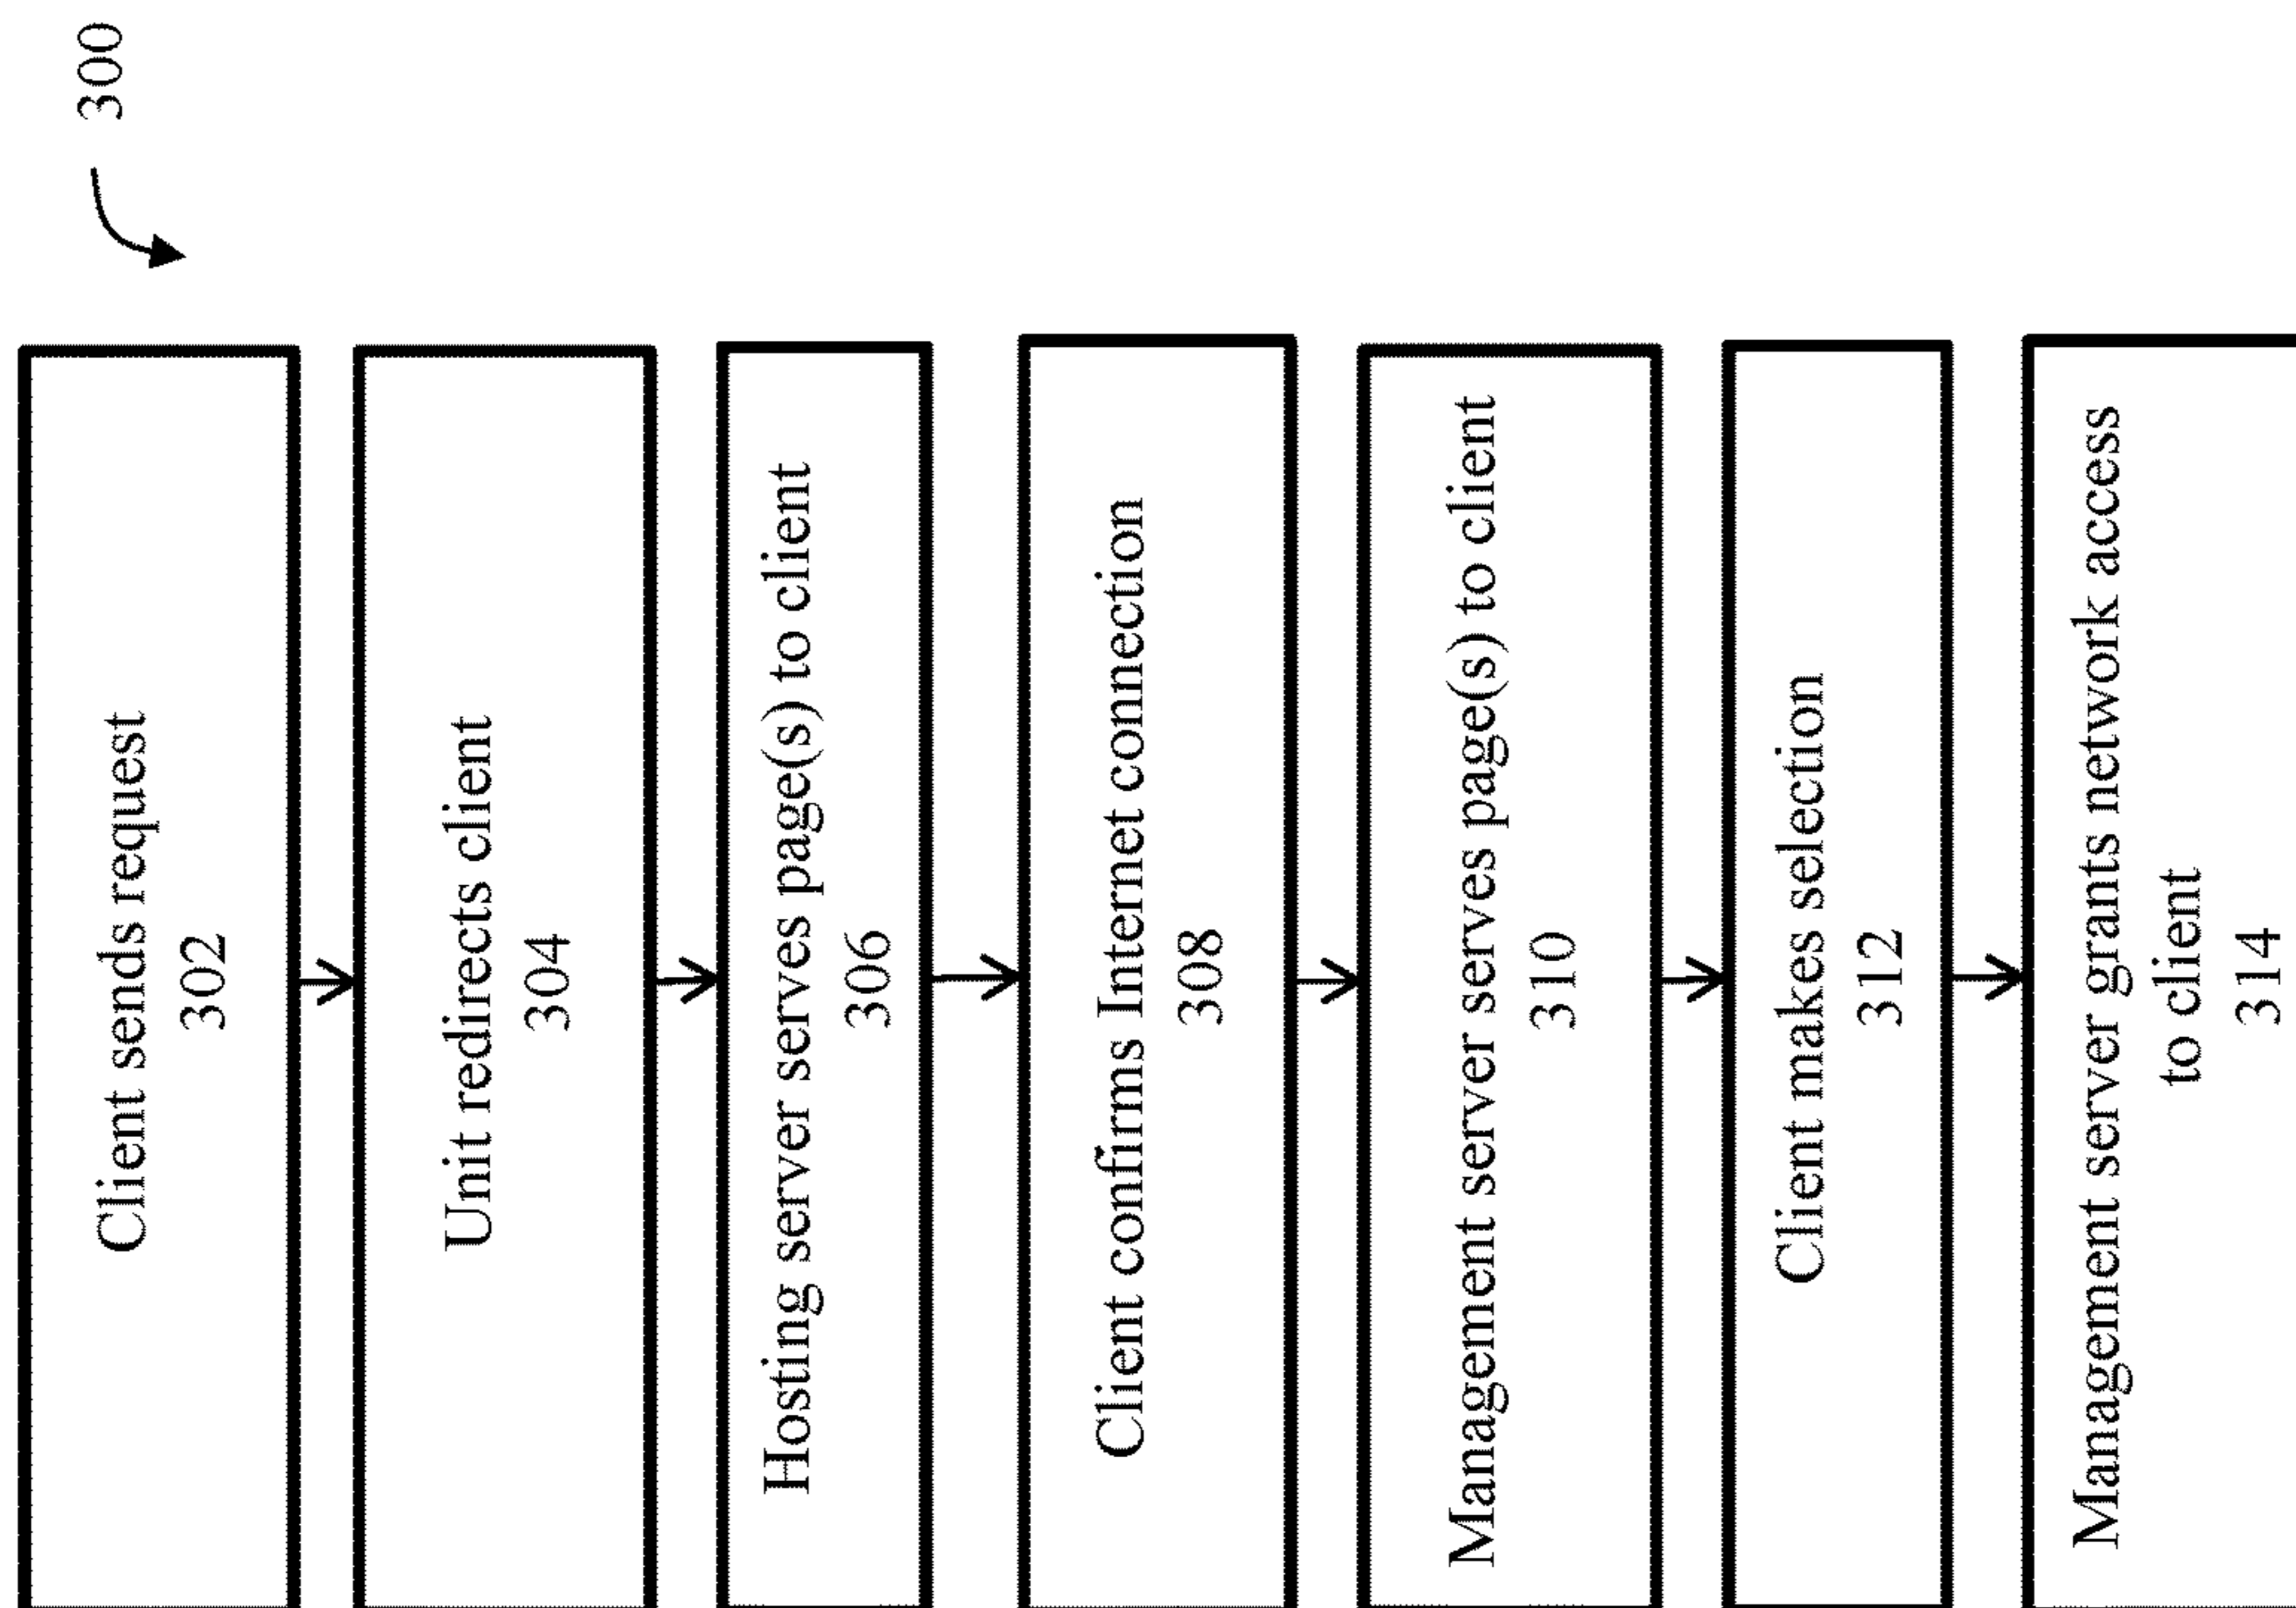 300
Client sends request
302
Unit redirects client
304
Hosting server serves page(s) to client
306
Client confirms Internet connection
308
Management server serves page(s) to client
310
Client makes selection
312
Management server grants network access
to client
314